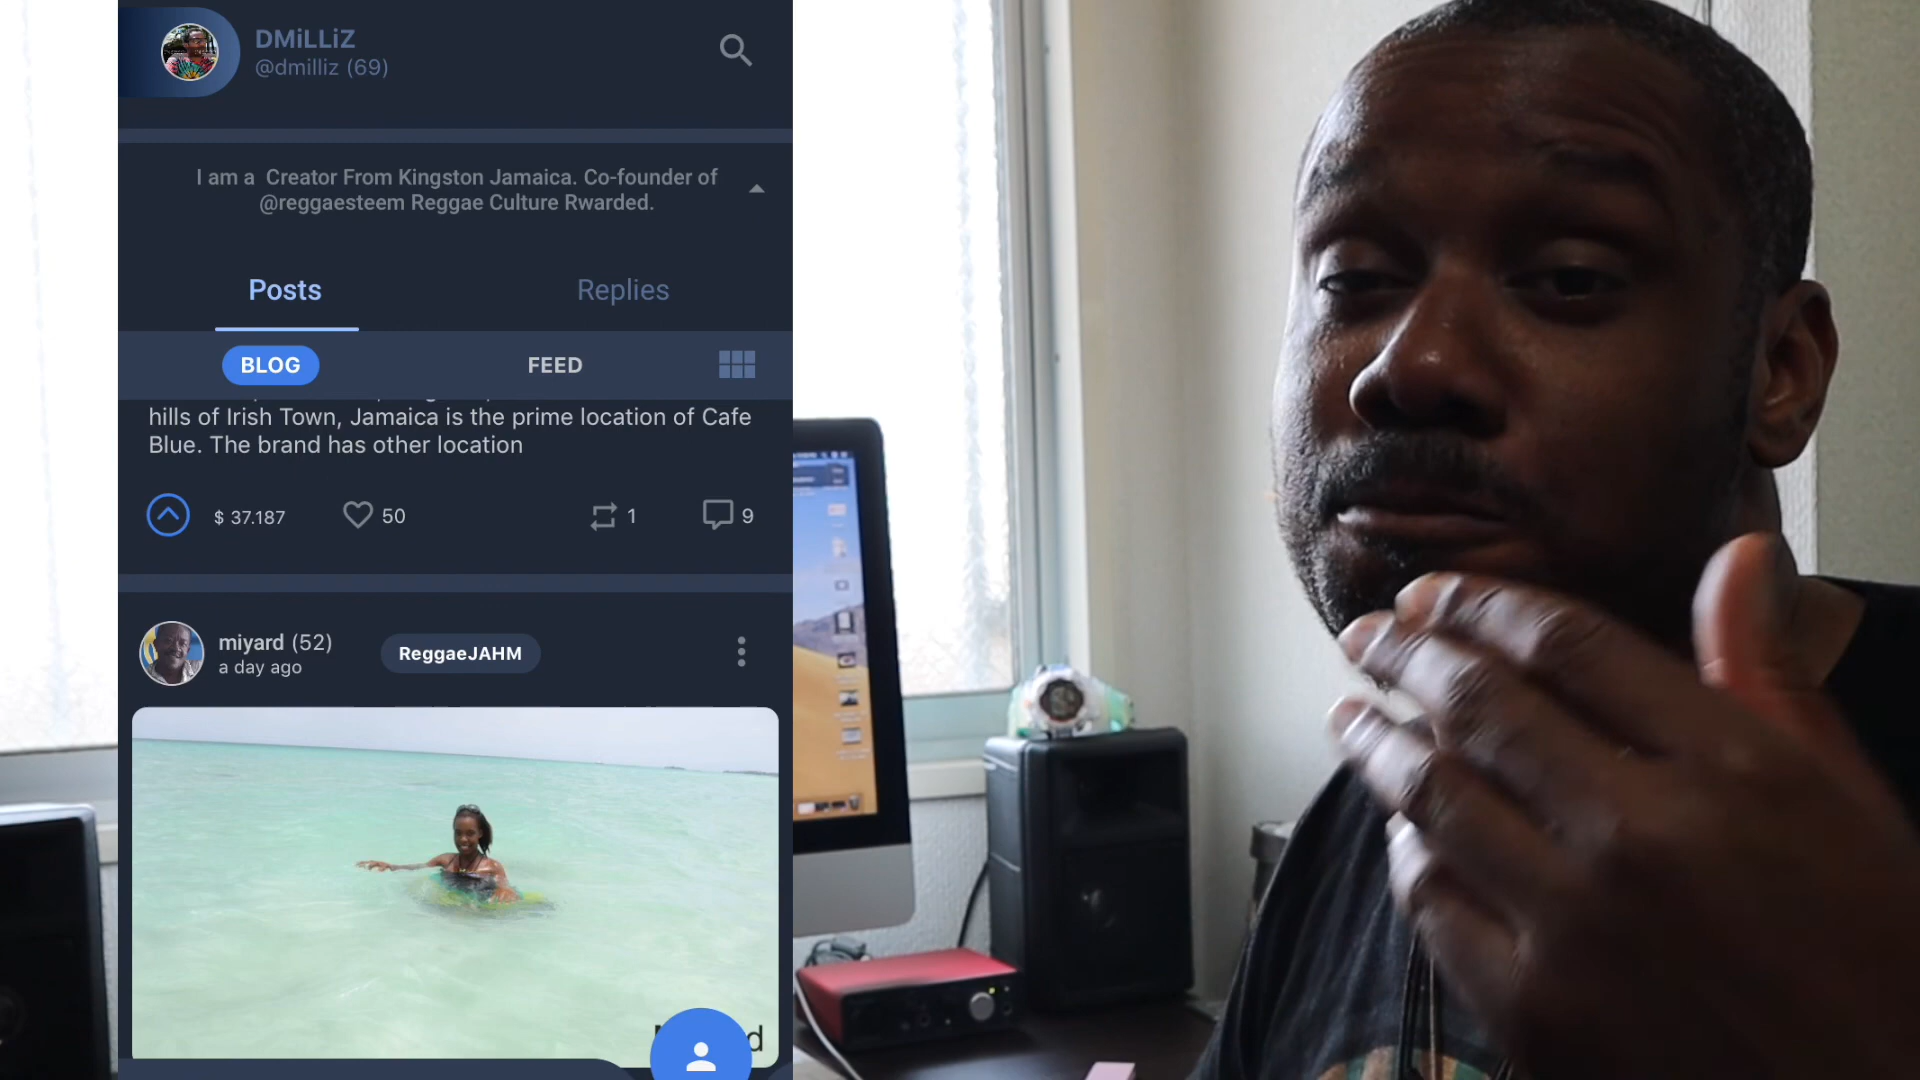 DMiLLiZ
@dmilliz (69)
I am a Creator From Kingston Jamaica. Co-founder of
@reggaesteem Reggae Culture Rwarded.
Posts Replies
BLOG FEED
hills of Irish Town, Jamaica is the prime location of Cafe
Blue. The brand has other location
$ 37.187 50 1 9
miyard (52)
a day ago
ReggaeJAHM